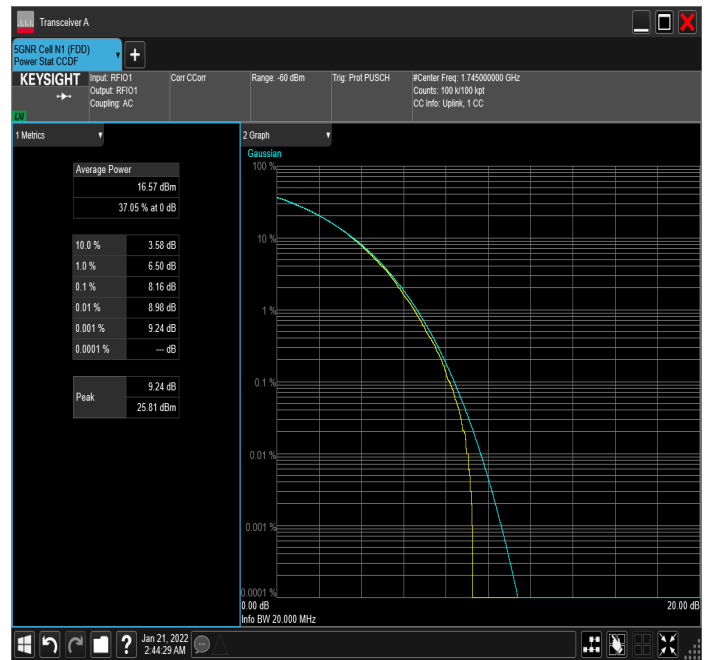 Transceiver A
5GNR Cell N1 (FDD)
Power Stat CCDF
KEYSIGHT
LXI
Input: RFIO1
Output: RFIO1
Coupling: AC
Corr CCorr
Range: -60 dBm
Trig: Prot PUSCH
#Center Freq: 1.745000000 GHz
Counts: 100 k/100 kpt
CC Info: Uplink, 1 CC
1 Metrics
Average Power
16.57 dBm
37.05 % at 0 dB
10.0 % 3.58 dB
1.0 % 6.50 dB
0.1 % 8.16 dB
0.01 % 8.98 dB
0.001 % 9.24 dB
0.0001 % --- dB
Peak
9.24 dB
25.81 dBm
2 Graph
Gaussian
100 %
10 %
1 %
0.1 %
0.01 %
0.001 %
0.0001 %
0.00 dB
20.00 dB
Info BW 20.000 MHz
?
Jan 21, 2022
2:44:29 AM